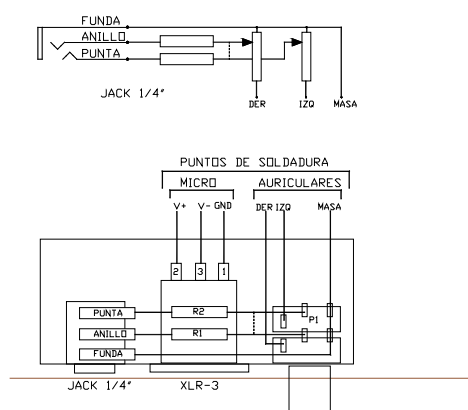 FUNDA
ANILLO
PUNTA
JACK 1/4"
DER IZQ MASA
PUNTOS DE SOLDADURA
MICRO AURICULARES
V+ V- GND DER IZQ MASA
2 3 1
PUNTA R2 P1
ANILLO R1
FUNDA
JACK 1/4" XLR-3